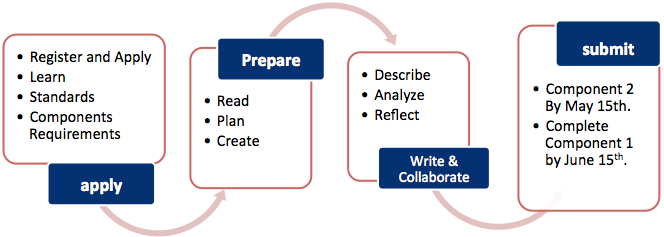 • Register and Apply
• Learn
• Standards
• Components
Requirements
apply
Prepare
• Read
• Plan
• Create
• Describe
• Analyze
• Reflect
Write &
Collaborate
submit
• Component 2
By May 15th.
• Complete
Component 1
by June 15th.